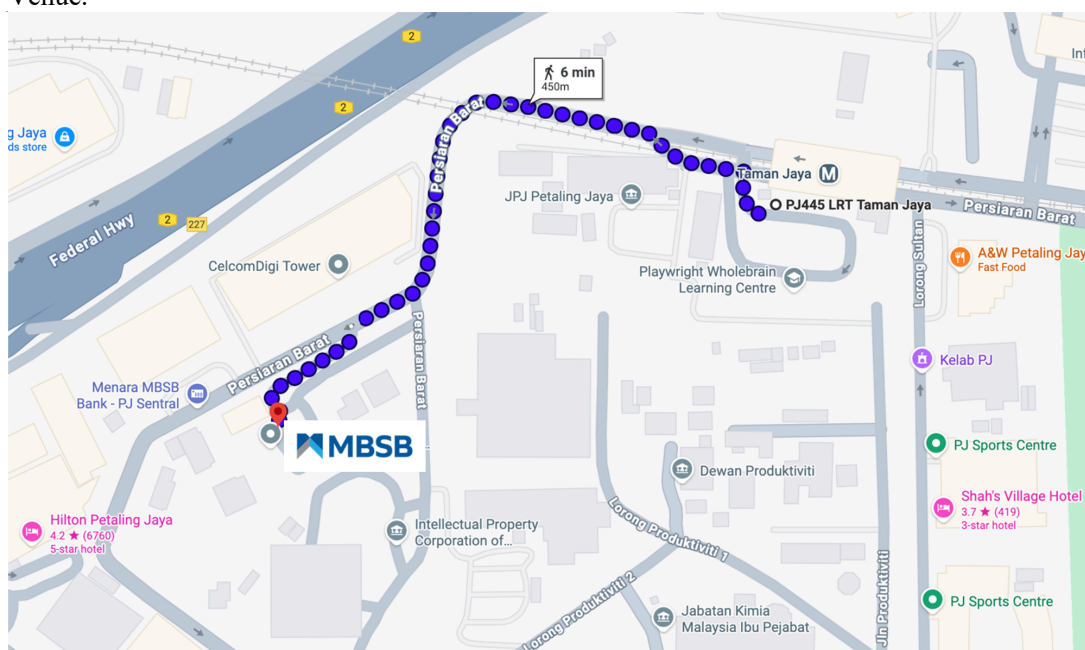 Venue:
2
6 min
450m
2
g Jaya
ds store
Persiaran Barat
Int
Taman Jaya
M
JPJ Petaling Jaya
PJ445 LRT Taman Jaya
Persiaran Barat
2
227
Federal Hwy
CelcomDigi Tower
Playwright Wholebrain
Learning Centre
Lorong Sultan
A&W Petaling Jay
Fast Food
Persiaran Barat
Persiaran Barat
Kelab PJ
Menara MBSB
Bank - PJ Sentral
MBSB
PJ Sports Centre
Dewan Produktiviti
Shah's Village Hotel
3.7 ★ (419)
3-star hotel
Hilton Petaling Jaya
4.2 ★ (6760)
5-star hotel
Intellectual Property
Corporation of...
Lorong Produktiviti 1
Jln Produktiviti
Lorong Produktiviti 2
Jabatan Kimia
Malaysia Ibu Pejabat
PJ Sports Centre